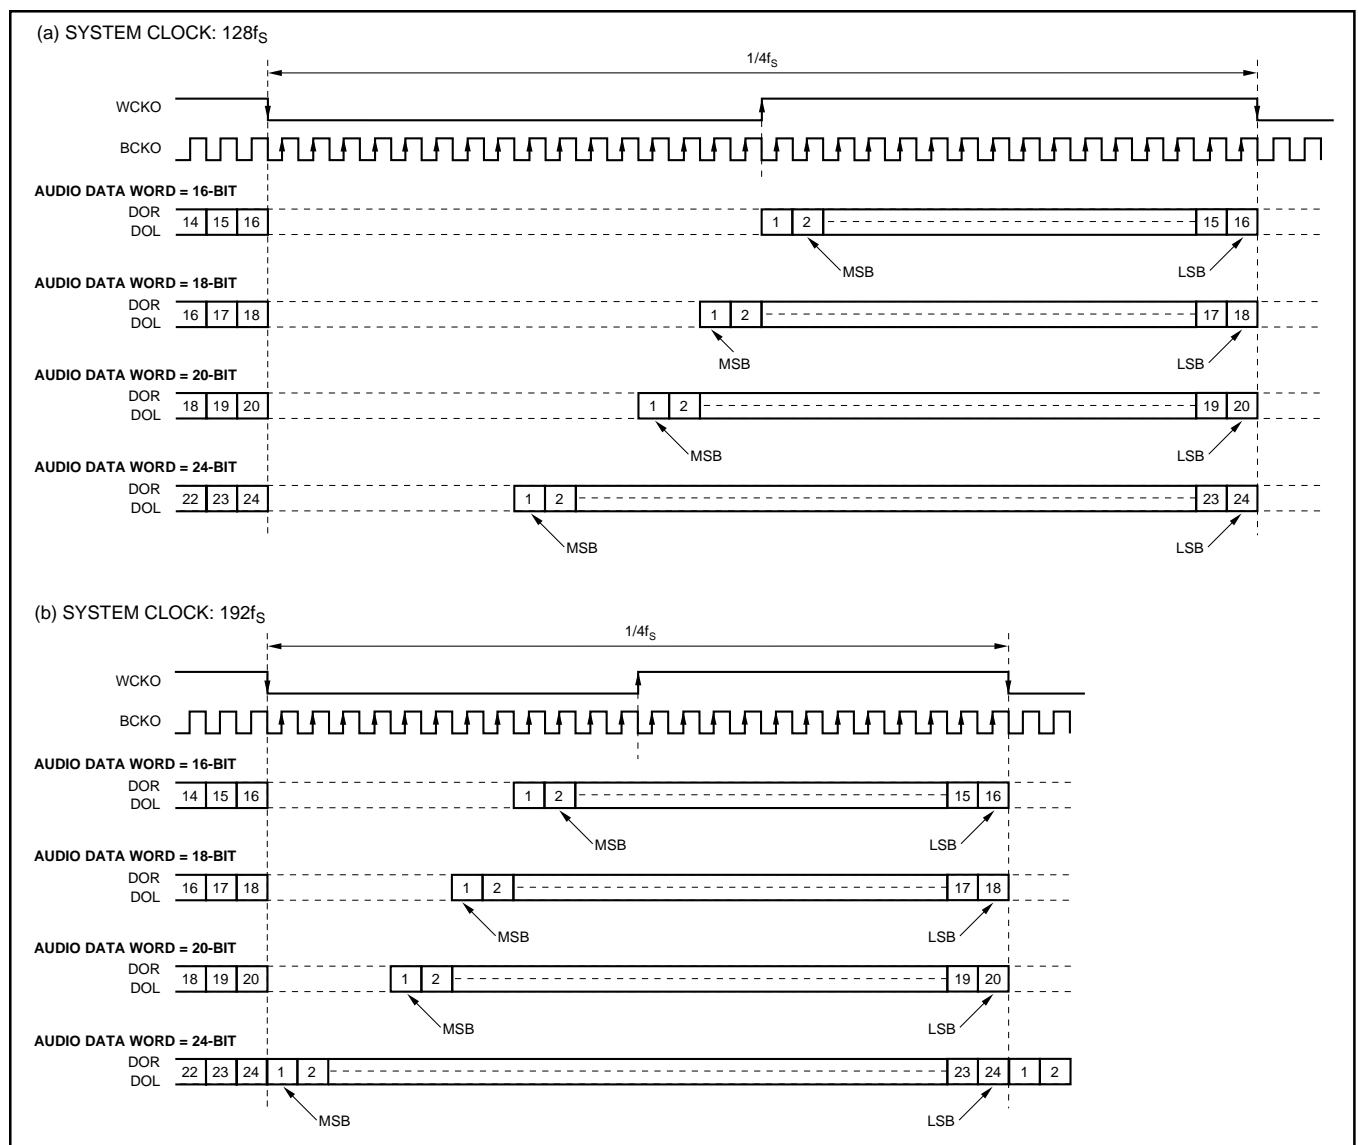 (a) SYSTEM CLOCK: 128fS
1/4fS
WCKO
BCKO
AUDIO DATA WORD = 16-BIT
DOR
DOL
14 15 16 1 2 15 16
MSB LSB
AUDIO DATA WORD = 18-BIT
DOR
DOL
16 17 18 1 2 17 18
MSB LSB
AUDIO DATA WORD = 20-BIT
DOR
DOL
18 19 20 1 2 19 20
MSB LSB
AUDIO DATA WORD = 24-BIT
DOR
DOL
22 23 24 1 2 23 24
MSB LSB
(b) SYSTEM CLOCK: 192fS
1/4fS
WCKO
BCKO
AUDIO DATA WORD = 16-BIT
DOR
DOL
14 15 16 1 2 15 16
MSB LSB
AUDIO DATA WORD = 18-BIT
DOR
DOL
16 17 18 1 2 17 18
MSB LSB
AUDIO DATA WORD = 20-BIT
DOR
DOL
18 19 20 1 2 19 20
MSB LSB
AUDIO DATA WORD = 24-BIT
DOR
DOL
22 23 24 1 2 23 24 1 2
MSB LSB